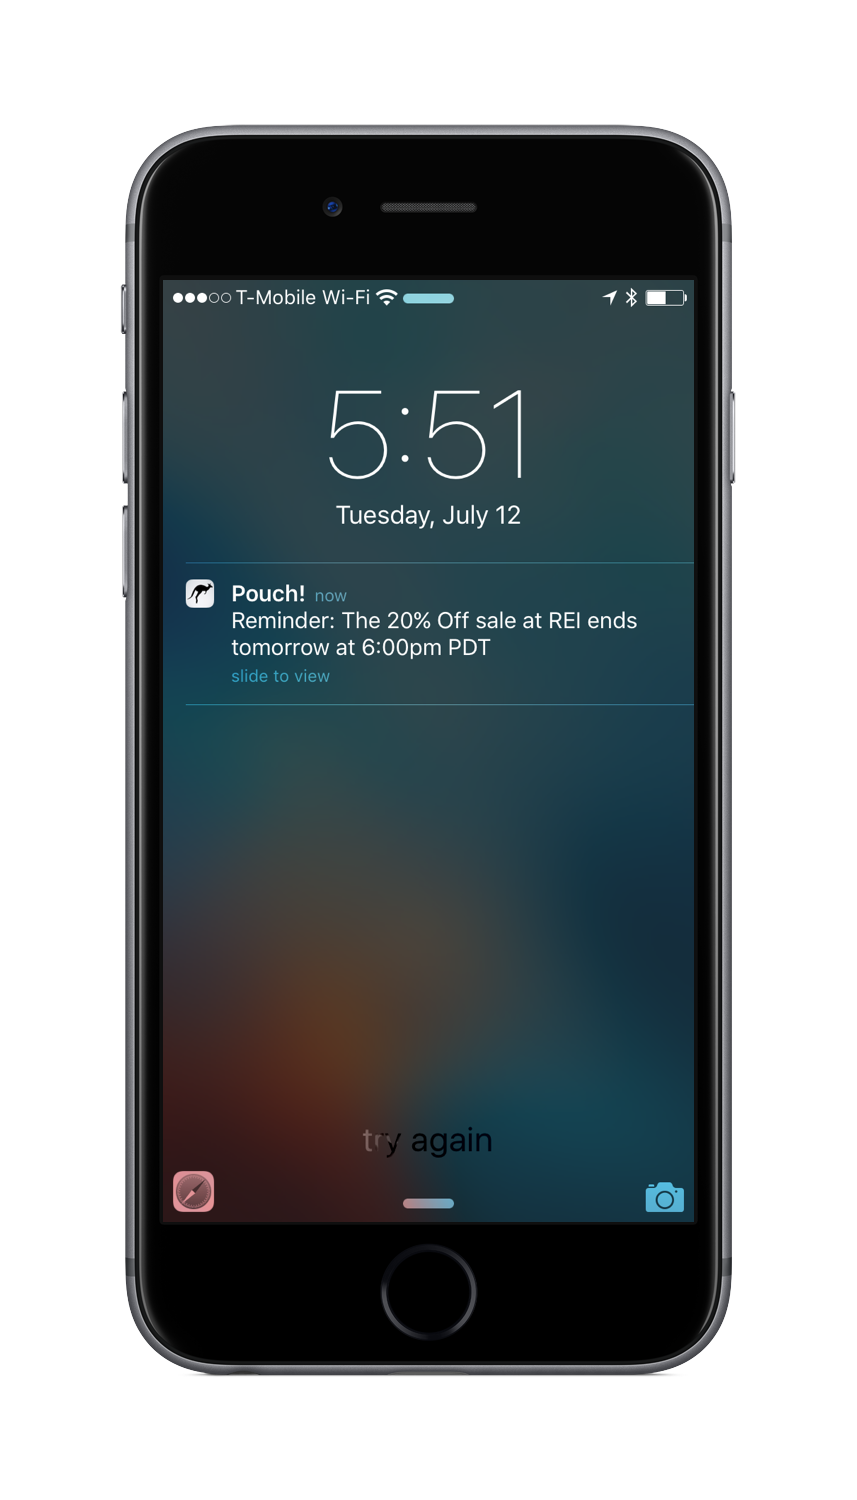 T-Mobile Wi-Fi
5:51
Tuesday, July 12
Pouch! now
Reminder: The 20% Off sale at REI ends
tomorrow at 6:00pm PDT
slide to view
try again